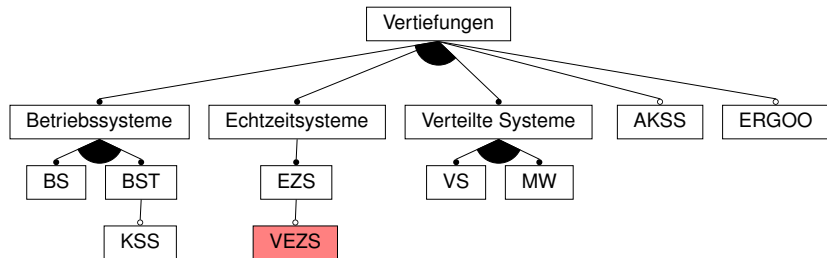 Vertiefungen
Betriebssysteme Echtzeitsysteme Verteilte Systeme AKSS ERGOO
BS BST EZS VS MW
KSS VEZS